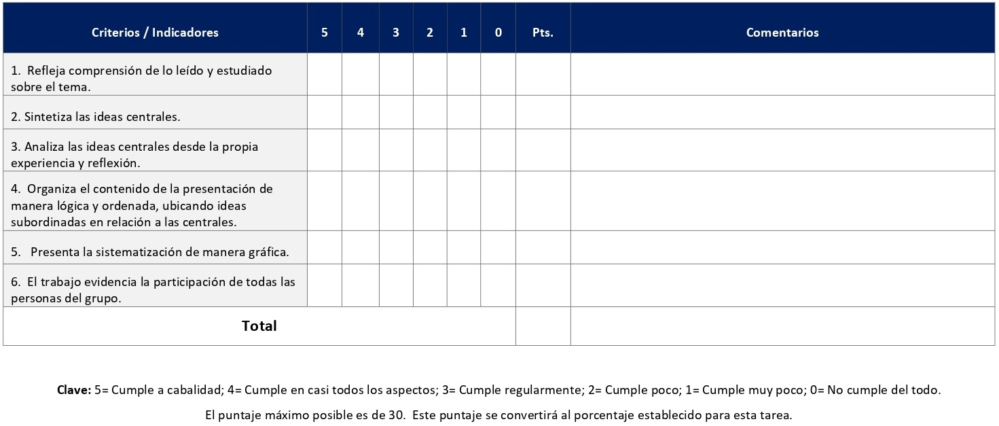 Criterios / Indicadores 5 4 3 2 1 0 Pts. Comentarios
1.  Refleja comprensión de lo leído y estudiado
sobre el tema.
2. Sintetiza las ideas centrales.
3. Analiza las ideas centrales desde la propia
experiencia y reflexión.
4.  Organiza el contenido de la presentación de
manera lógica y ordenada, ubicando ideas
subordinadas en relación a las centrales.
5.   Presenta la sistematización de manera gráfica.
6.  El trabajo evidencia la participación de todas las
personas del grupo.
Total
Clave: 5= Cumple a cabalidad; 4= Cumple en casi todos los aspectos; 3= Cumple regularmente; 2= Cumple poco; 1= Cumple muy poco; 0= No cumple del todo.
El puntaje máximo posible es de 30.  Este puntaje se convertirá al porcentaje establecido para esta tarea.